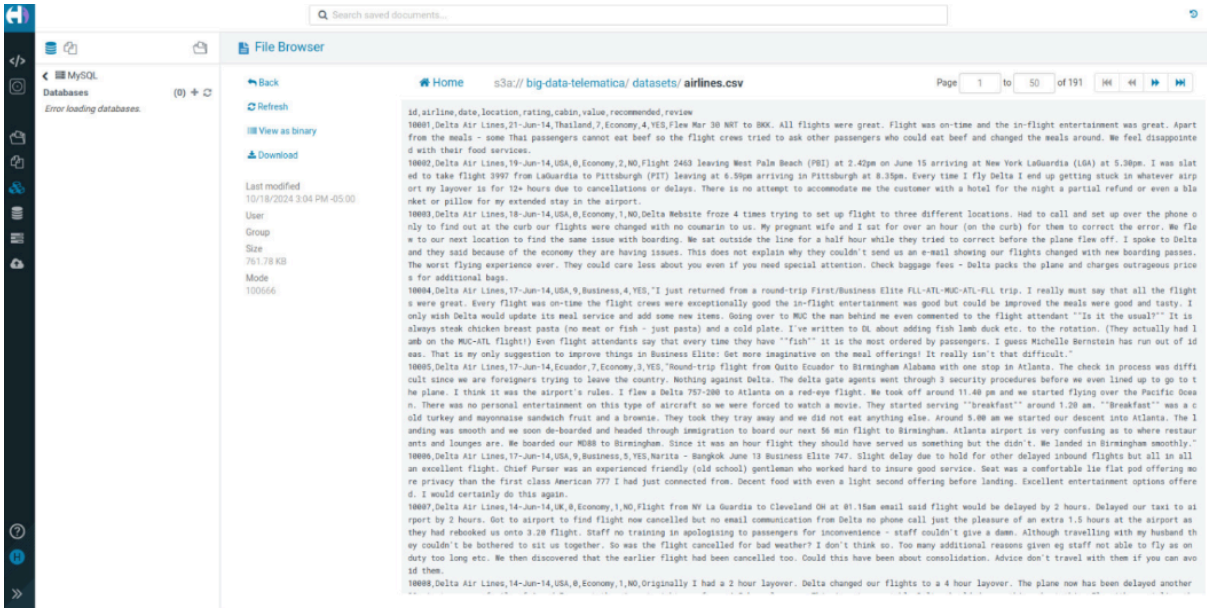 Search saved documents...
File Browser
MySQL
Databases
(0)
Error loading databases.
Back
Refresh
View as binary
Download
Last modified
10/18/2024 3:04 PM -05:00
User
Group
Size
761.78 KB
Mode
100666
Home
s3a:// big-data-telematica/ datasets/ airlines.csv
Page 1 to 50 of 191
id,airline,date,location,rating,cabin,value,recommended,review
10001,Delta Air Lines,21-Jun-14,Thailand,7,Economy,4,YES,Flew Mar 30 NRT to BKK. All flights were great. Flight was on-time and the in-flight entertainment was great. Apart
from the meals - some Thai passengers cannot eat beef so the flight crews tried to ask other passengers who could eat beef and changed the meals around. We feel disappointe
d with their food services.
10002,Delta Air Lines,19-Jun-14,USA,0,Economy,2,NO,Flight 2463 leaving West Palm Beach (PBI) at 2.42pm on June 15 arriving at New York LaGuardia (LGA) at 5.30pm. I was slat
ed to take flight 3997 from LaGuardia to Pittsburgh (PIT) leaving at 6.59pm arriving in Pittsburgh at 8.35pm. Every time I fly Delta I end up getting stuck in whatever airp
ort my layover is for 12+ hours due to cancellations or delays. There is no attempt to accommodate me the customer with a hotel for the night a partial refund or even a bla
nket or pillow for my extended stay in the airport.
10003,Delta Air Lines,18-Jun-14,USA,0,Economy,1,NO,Delta Website froze 4 times trying to set up flight to three different locations. Had to call and set up over the phone o
nly to find out at the curb our flights were changed with no coumarin to us. My pregnant wife and I sat for over an hour (on the curb) for them to correct the error. We fle
w to our next location to find the same issue with boarding. We sat outside the line for a half hour while they tried to correct before the plane flew off. I spoke to Delta
and they said because of the economy they are having issues. This does not explain why they couldn't send us an e-mail showing our flights changed with new boarding passes.
The worst flying experience ever. They could care less about you even if you need special attention. Check baggage fees - Delta packs the plane and charges outrageous price
s for additional bags.
10004,Delta Air Lines,17-Jun-14,USA,9,Business,4,YES,"I just returned from a round-trip First/Business Elite FLL-ATL-MUC-ATL-FLL trip. I really must say that all the flight
s were great. Every flight was on-time the flight crews were exceptionally good the in-flight entertainment was good but could be improved the meals were good and tasty. I
only wish Delta would update its meal service and add some new items. Going over to MUC the man behind me even commented to the flight attendant ""Is it the usual?"" It is
always steak chicken breast pasta (no meat or fish - just pasta) and a cold plate. I've written to DL about adding fish lamb duck etc. to the rotation. (They actually had l
amb on the MUC-ATL flight!) Even flight attendants say that every time they have ""fish"" it is the most ordered by passengers. I guess Michelle Bernstein has run out of id
eas. That is my only suggestion to improve things in Business Elite: Get more imaginative on the meal offerings! It really isn't that difficult."
10005,Delta Air Lines,17-Jun-14,Ecuador,7,Economy,3,YES,"Round-trip flight from Quito Ecuador to Birmingham Alabama with one stop in Atlanta. The check in process was diffi
cult since we are foreigners trying to leave the country. Nothing against Delta. The delta gate agents went through 3 security procedures before we even lined up to go to t
he plane. I think it was the airport's rules. I flew a Delta 757-200 to Atlanta on a red-eye flight. We took off around 11.40 pm and we started flying over the Pacific Ocea
n. There was no personal entertainment on this type of aircraft so we were forced to watch a movie. They started serving ""breakfast"" around 1.20 am. ""Breakfast"" was a c
old turkey and mayonnaise sandwich fruit and a brownie. They took they tray away and we did not eat anything else. Around 5.00 am we started our descent into Atlanta. The l
anding was smooth and we soon de-boarded and headed through immigration to board our next 56 min flight to Birmingham. Atlanta airport is very confusing as to where restaur
ants and lounges are. We boarded our MD88 to Birmingham. Since it was an hour flight they should have served us something but the didn't. We landed in Birmingham smoothly."
10006,Delta Air Lines,17-Jun-14,USA,9,Business,5,YES,Narita - Bangkok June 13 Business Elite 747. Slight delay due to hold for other delayed inbound flights but all in all
an excellent flight. Chief Purser was an experienced friendly (old school) gentleman who worked hard to insure good service. Seat was a comfortable lie flat pod offering mo
re privacy than the first class American 777 I had just connected from. Decent food with even a light second offering before landing. Excellent entertainment options offere
d. I would certainly do this again.
10007,Delta Air Lines,14-Jun-14,UK,0,Economy,1,NO,Flight from NY La Guardia to Cleveland OH at 01.15am email said flight would be delayed by 2 hours. Delayed our taxi to ai
rport by 2 hours. Got to airport to find flight now cancelled but no email communication from Delta no phone call just the pleasure of an extra 1.5 hours at the airport as
they had rebooked us onto 3.20 flight. Staff no training in apologising to passengers for inconvenience - staff couldn't give a damn. Although travelling with my husband th
ey couldn't be bothered to sit us together. So was the flight cancelled for bad weather? I don't think so. Too many additional reasons given eg staff not able to fly as on
duty too long etc. We then discovered that the earlier flight had been cancelled too. Could this have been about consolidation. Advice don't travel with them if you can avo
id them.
10008,Delta Air Lines,14-Jun-14,USA,0,Economy,1,NO,Originally I had a 2 hour layover. Delta changed our flights to a 4 hour layover. The plane now has been delayed another